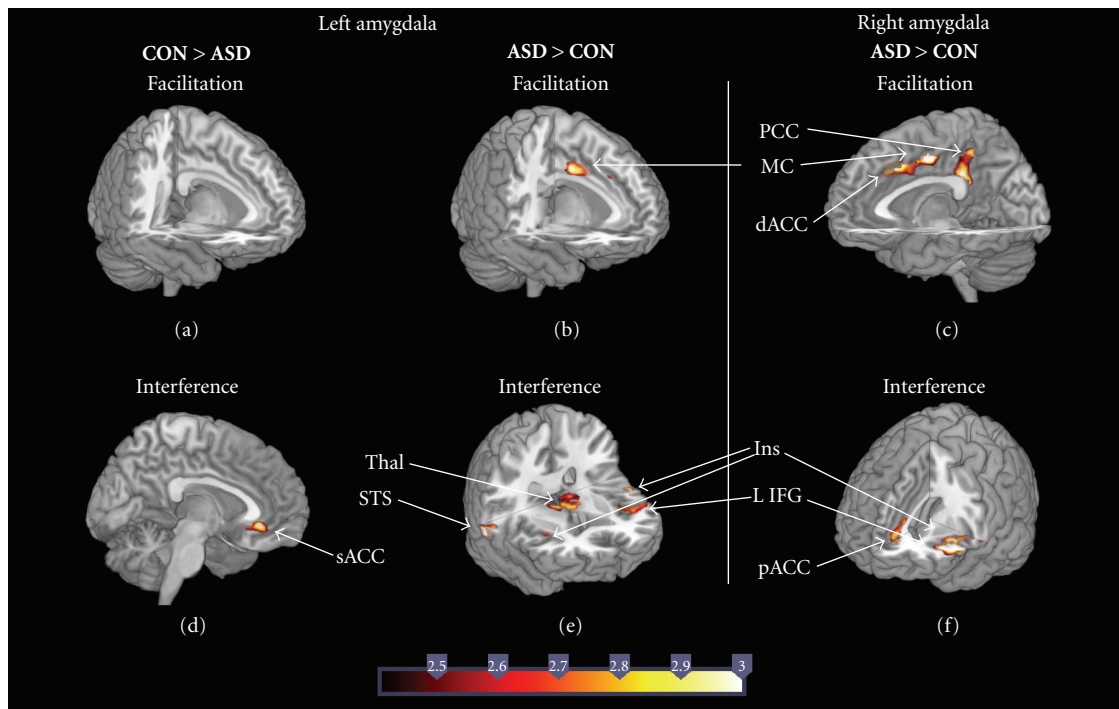 Left amygdala
Right amygdala
CON > ASD
ASD > CON
ASD > CON
Facilitation
Facilitation
Facilitation
PCC
MC
dACC
(a)
(b)
(c)
Interference
Interference
Interference
Thal
STS
sACC
Ins
L IFG
pACC
(d)
(e)
(f)
2.5 2.6 2.7 2.8 2.9 3